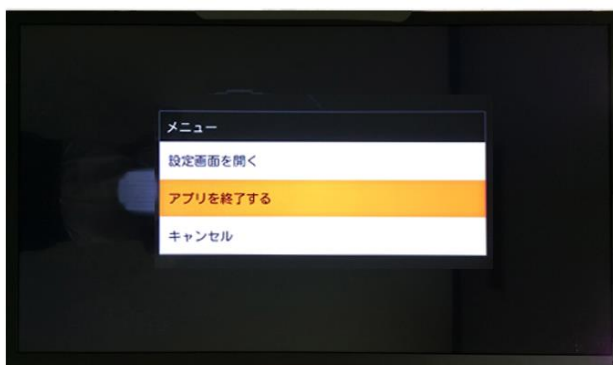 メニュー
設定画面を開く
アプリを終了する
キャンセル